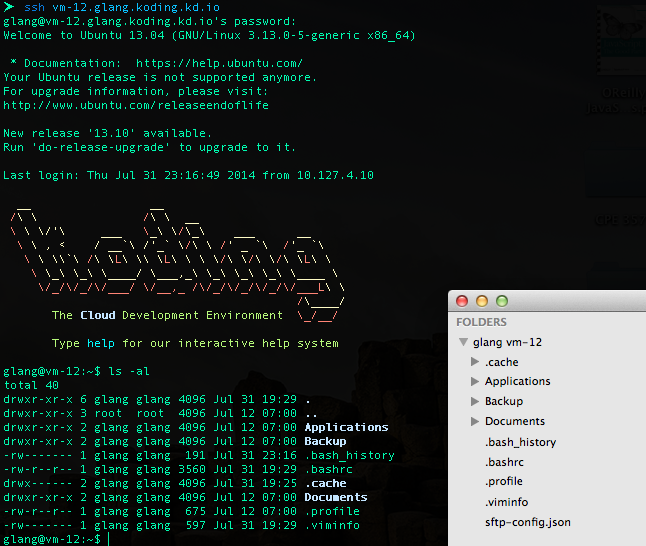 ➤ ssh vm-12.glang.koding.kd.io
glang@vm-12.glang.koding.kd.io's password:
Welcome to Ubuntu 13.04 (GNU/Linux 3.13.0-5-generic x86_64)
* Documentation: https://help.ubuntu.com/
Your Ubuntu release is not supported anymore.
For upgrade information, please visit:
http://www.ubuntu.com/releaseendoflife
New release '13.10' available.
Run 'do-release-upgrade' to upgrade to it.
Last login: Thu Jul 31 23:16:49 2014 from 10.127.4.10
Koding
The Cloud Development Environment
Type help for our interactive help system
glang@vm-12:~$ ls -al
total 40
drwxr-xr-x 6 glang glang 4096 Jul 31 19:29 .
drwxr-xr-x 3 root root 4096 Jul 12 07:00 ..
drwxr-xr-x 2 glang glang 4096 Jul 12 07:00 Applications
drwxr-xr-x 2 glang glang 4096 Jul 12 07:00 Backup
-rw------- 1 glang glang 191 Jul 31 23:16 .bash_history
-rw-r--r-- 1 glang glang 3560 Jul 31 19:29 .bashrc
drwx------ 2 glang glang 4096 Jul 31 19:25 .cache
drwxr-xr-x 2 glang glang 4096 Jul 12 07:00 Documents
-rw-r--r-- 1 glang glang 675 Jul 12 07:00 .profile
-rw------- 1 glang glang 597 Jul 31 19:29 .viminfo
glang@vm-12:~$
FOLDERS
glang vm-12
.cache
Applications
Backup
Documents
.bash_history
.bashrc
.profile
.viminfo
sftp-config.json